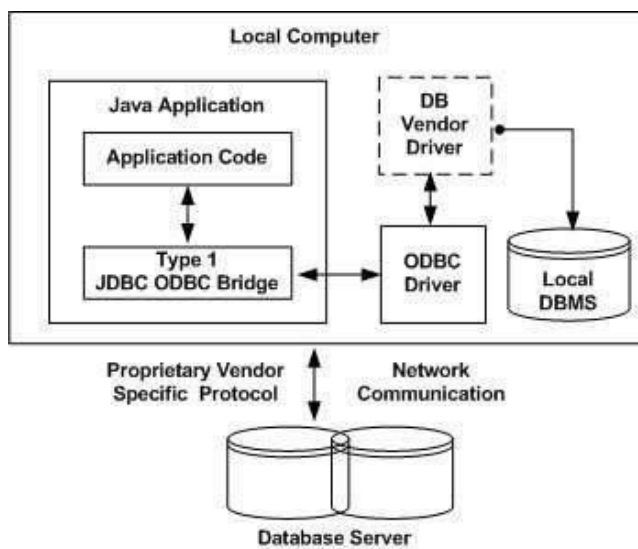 Local Computer
Java Application
Application Code
Type 1
JDBC ODBC Bridge
DB
Vendor
Driver
ODBC
Driver
Local
DBMS
Proprietary Vendor
Specific Protocol
Network
Communication
Database Server